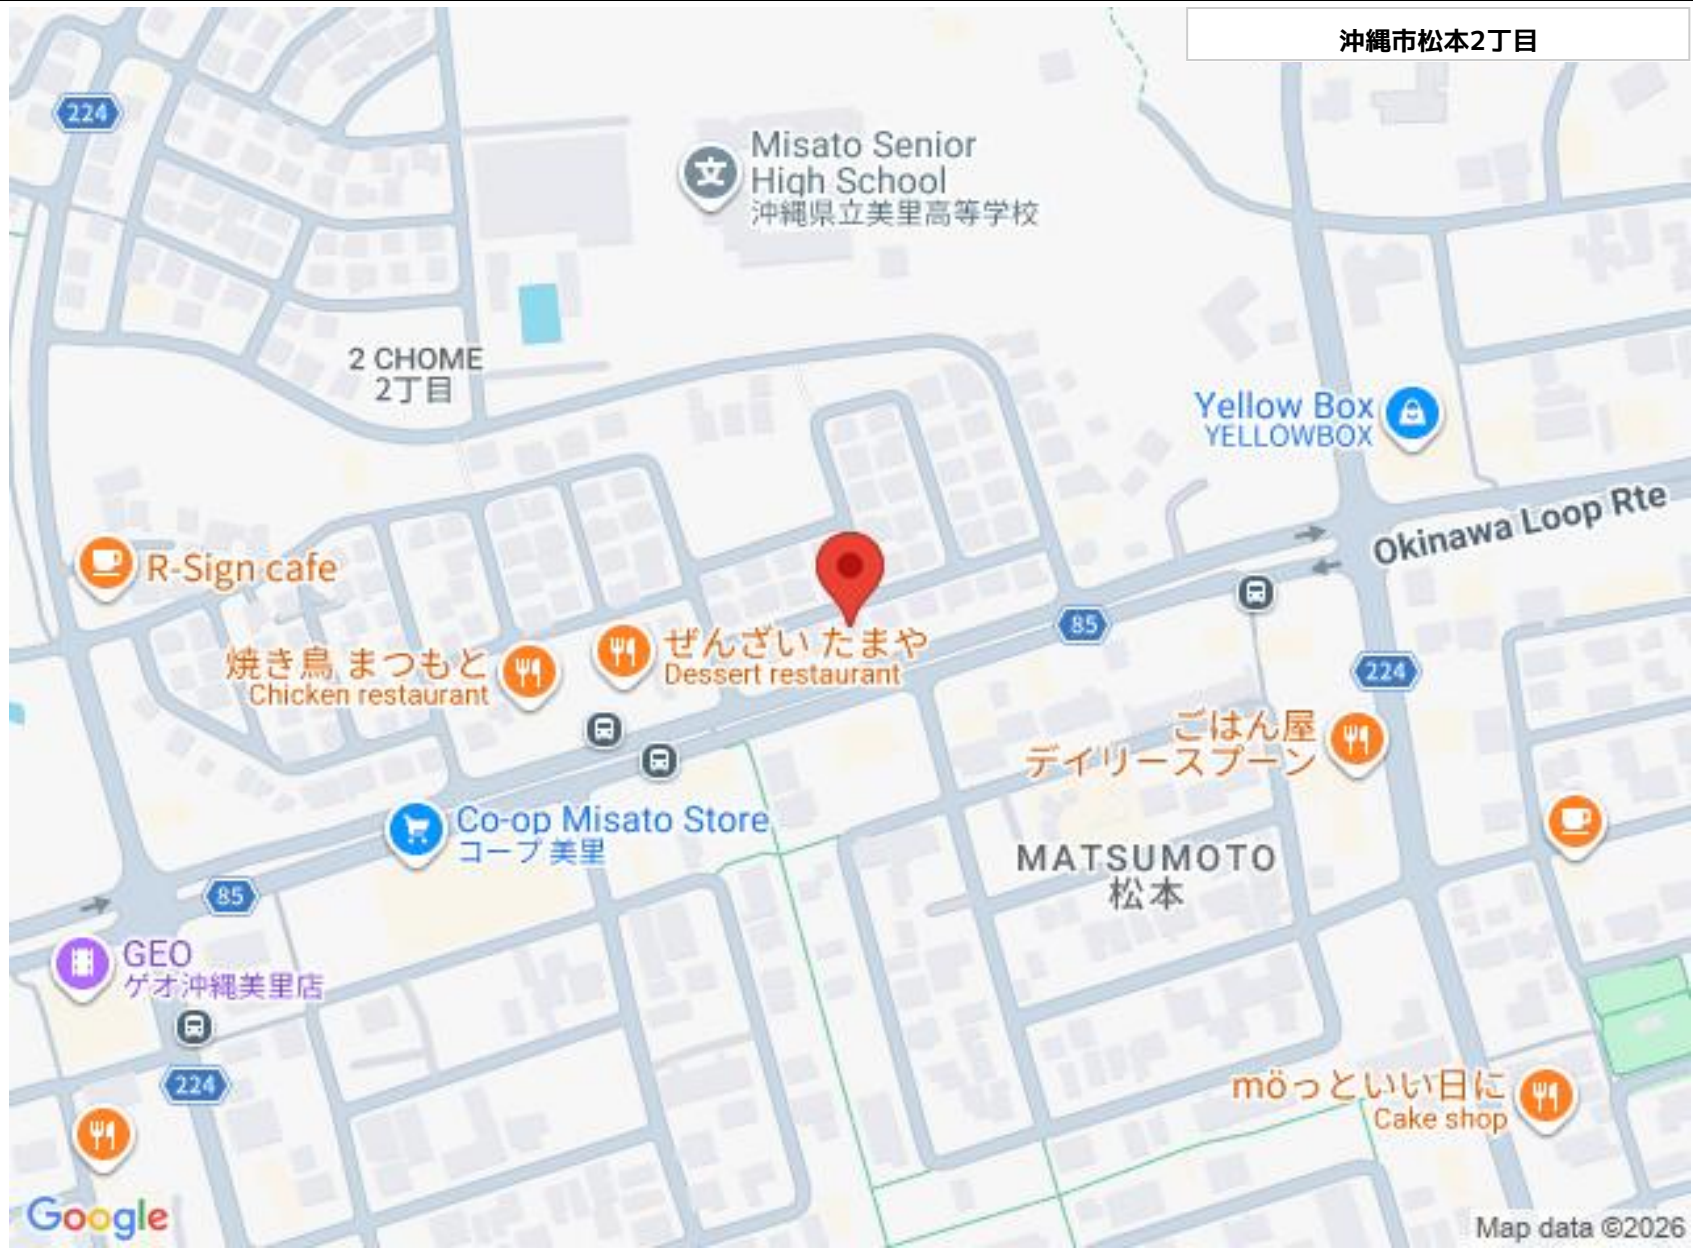 沖縄市松本2丁目
224
Misato Senior
High School
沖縄県立美里高等学校
2 CHOME
2丁目
Yellow Box
YELLOWBOX
Okinawa Loop Rte
R-Sign cafe
85
焼き鳥 まつもと
Chicken restaurant
ぜんざい たまや
Dessert restaurant
224
ごはん屋
デイリースプーン
Co-op Misato Store
コープ美里
MATSUMOTO
松本
85
GEO
ゲオ沖縄美里店
224
möっといい日に
Cake shop
Google
Map data ©2026